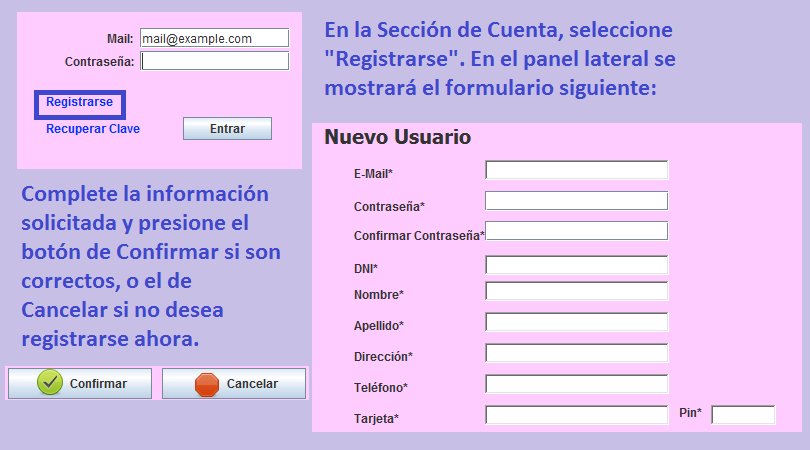 Mail: mail@example.com
Contraseña:
Registrarse
Recuperar Clave
Entrar
En la Sección de Cuenta, seleccione
"Registrarse". En el panel lateral se
mostrará el formulario siguiente:
Complete la información
solicitada y presione el
botón de Confirmar si son
correctos, o el de
Cancelar si no desea
registrarse ahora.
Confirmar
Cancelar
Nuevo Usuario
E-Mail*
Contraseña*
Confirmar Contraseña*
DNI*
Nombre*
Apellido*
Dirección*
Teléfono*
Tarjeta*
Pin*